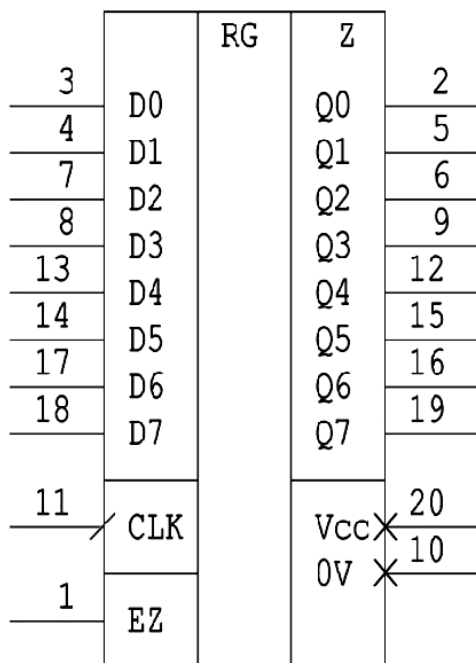 RG Z
3 D0 Q0 2
4 D1 Q1 5
7 D2 Q2 6
8 D3 Q3 9
13 D4 Q4 12
14 D5 Q5 15
17 D6 Q6 16
18 D7 Q7 19
11 CLK Vcc 20
0V 10
1 EZ